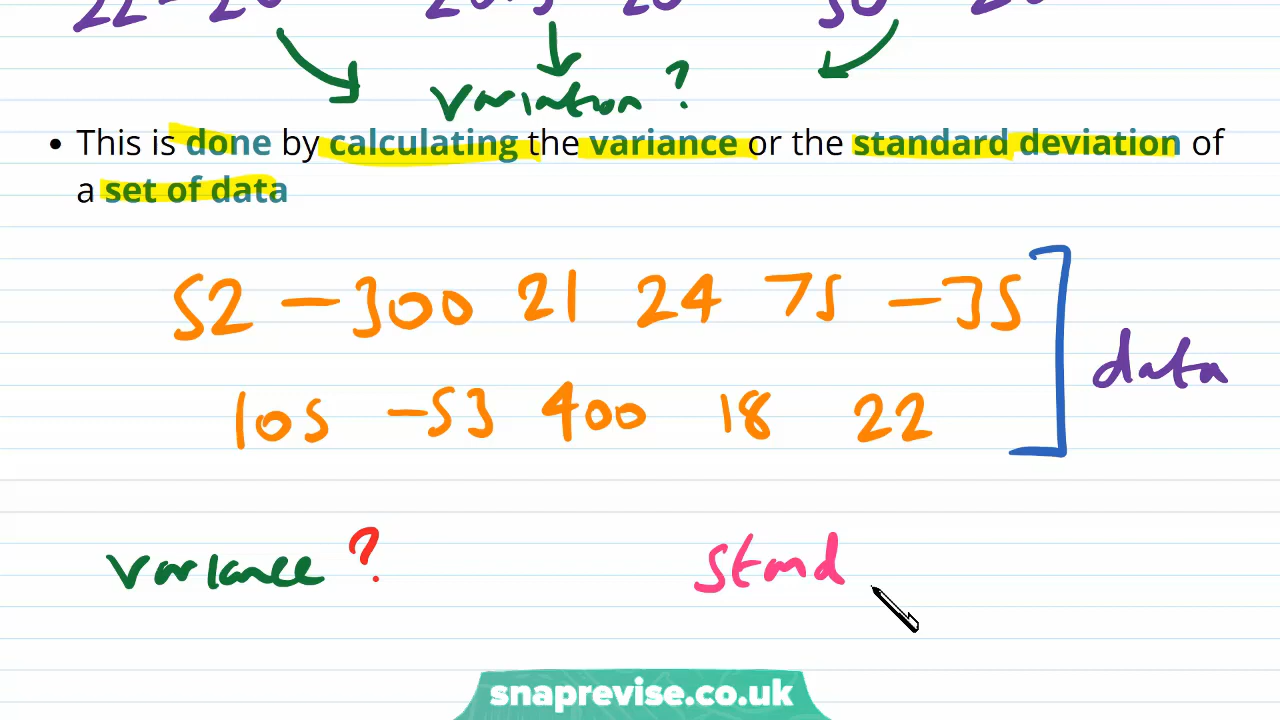 variation ?
• This is done by calculating the variance or the standard deviation of
a set of data
52 -300 21 24 75 -35
105 -53 400 18 22
data
variance ? stand
snaprevise.co.uk